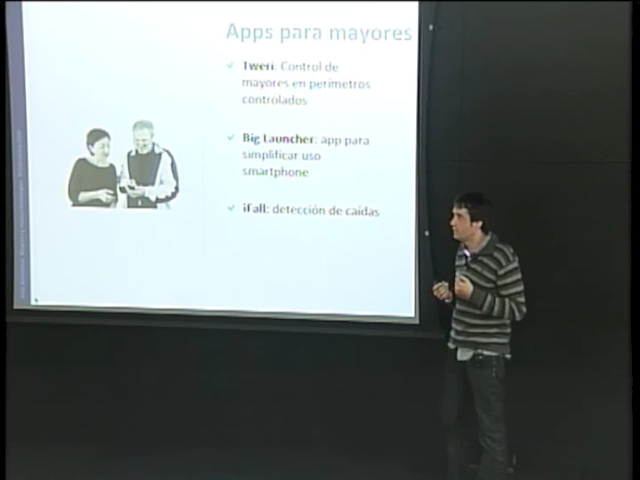 Apps para mayores
✓ Tweri: Control de
mayores en perímetros
controlados
✓ Big Launcher: app para
simplificar uso
smartphone
✓ ifall: detección de caídas